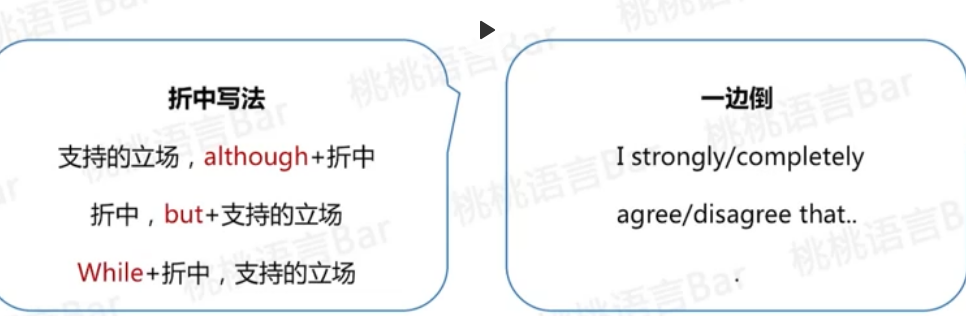 折中写法
支持的立场，although+折中
折中，but+支持的立场
While+折中，支持的立场
一边倒
I strongly/completely
agree/disagree that..
.
桃桃语言Bar
桃桃语言Bar
桃桃语言Bar
桃桃语言Bar
桃桃语言Bar
桃桃语言Bar